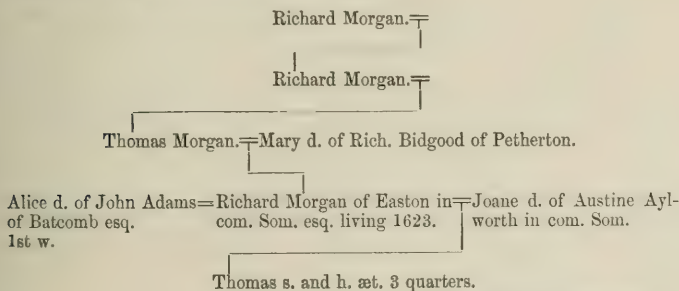 Richard Morgan.
Richard Morgan.
Thomas Morgan. Mary d. of Rich. Bidgood of Petherton.
Alice d. of John Adams=Richard Morgan of Easton in Joane d. of Austine Ayl-
of Batcomb esq. com. Som. esq. living 1623. worth in com. Som.
1st w.
Thomas s. and h. æt. 3 quarters.